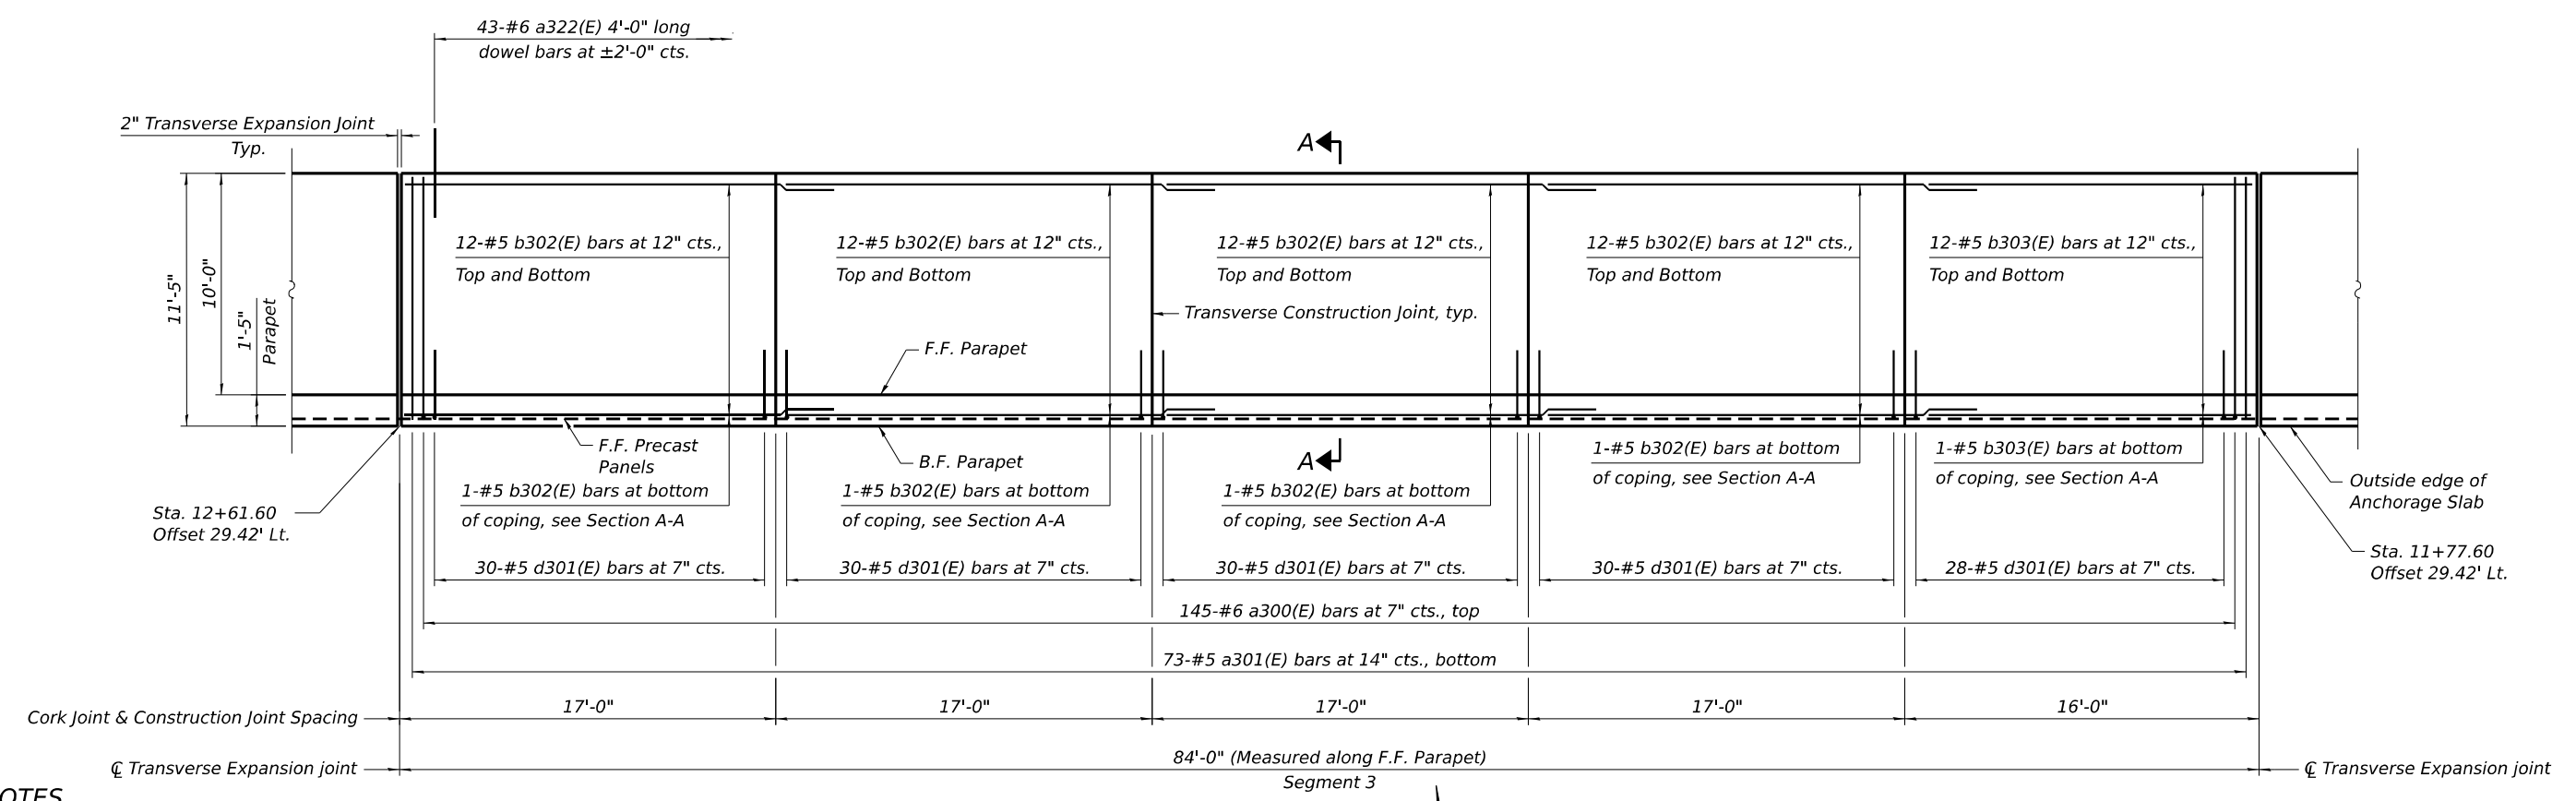 43-#6 a322(E) 4'-0" long
dowel bars at ±2'-0" cts.
2" Transverse Expansion Joint
Typ.
A
11'-5"
10'-0"
1'-5"
Parapet
12-#5 b302(E) bars at 12" cts.,
Top and Bottom
12-#5 b302(E) bars at 12" cts.,
Top and Bottom
12-#5 b302(E) bars at 12" cts.,
Top and Bottom
12-#5 b302(E) bars at 12" cts.,
Top and Bottom
12-#5 b303(E) bars at 12" cts.,
Top and Bottom
Transverse Construction Joint, typ.
F.F. Parapet
F.F. Precast
Panels
B.F. Parapet
A
1-#5 b302(E) bars at bottom
of coping, see Section A-A
1-#5 b302(E) bars at bottom
of coping, see Section A-A
1-#5 b302(E) bars at bottom
of coping, see Section A-A
1-#5 b302(E) bars at bottom
of coping, see Section A-A
1-#5 b303(E) bars at bottom
of coping, see Section A-A
Outside edge of
Anchorage Slab
Sta. 12+61.60
Offset 29.42' Lt.
Sta. 11+77.60
Offset 29.42' Lt.
30-#5 d301(E) bars at 7" cts.
30-#5 d301(E) bars at 7" cts.
30-#5 d301(E) bars at 7" cts.
30-#5 d301(E) bars at 7" cts.
28-#5 d301(E) bars at 7" cts.
145-#6 a300(E) bars at 7" cts., top
73-#5 a301(E) bars at 14" cts., bottom
Cork Joint & Construction Joint Spacing
17'-0"
17'-0"
17'-0"
17'-0"
16'-0"
℄ Transverse Expansion joint
84'-0" (Measured along F.F. Parapet)
Segment 3
℄ Transverse Expansion joint
OTES